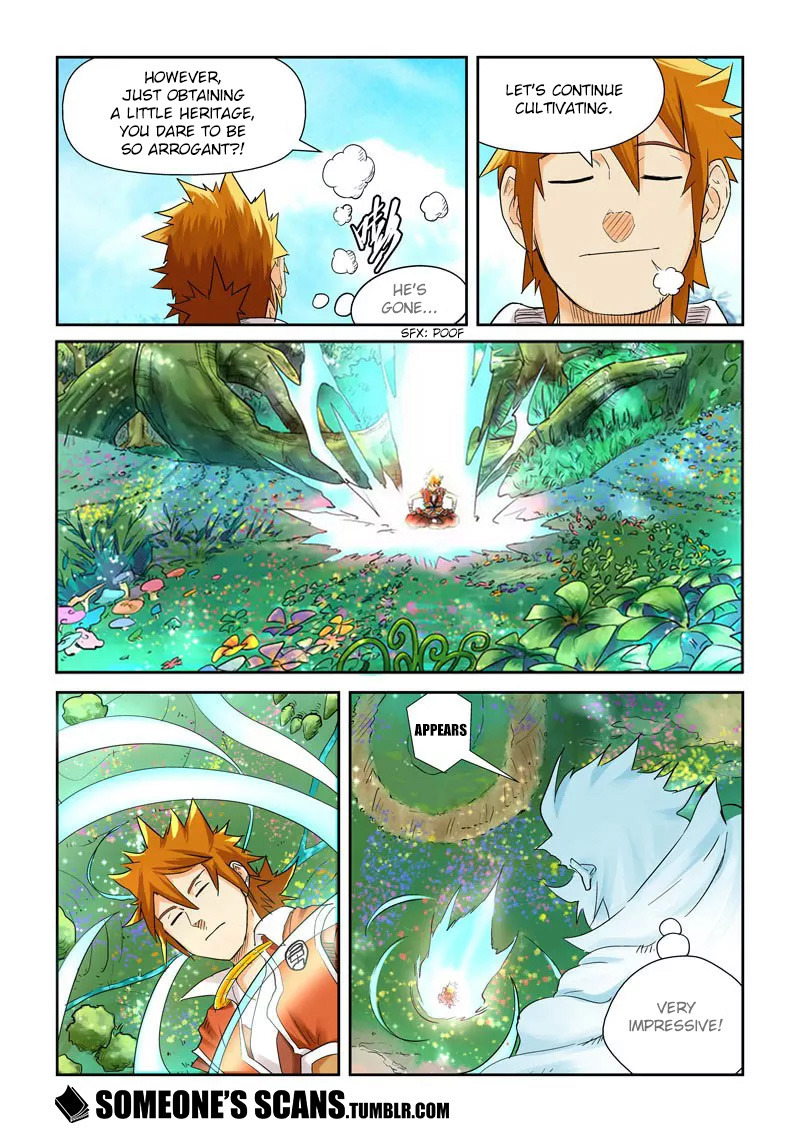 HOWEVER,
JUST OBTAINING
A LITTLE HERITAGE,
YOU DARE TO BE
SO ARROGANT?!
嘭
HE'S
GONE...
SFX: POOF
LET'S CONTINUE
CULTIVATING.
APPEARS
VERY
IMPRESSIVE!
SOMEONE'S SCANS.TUMBLR.COM